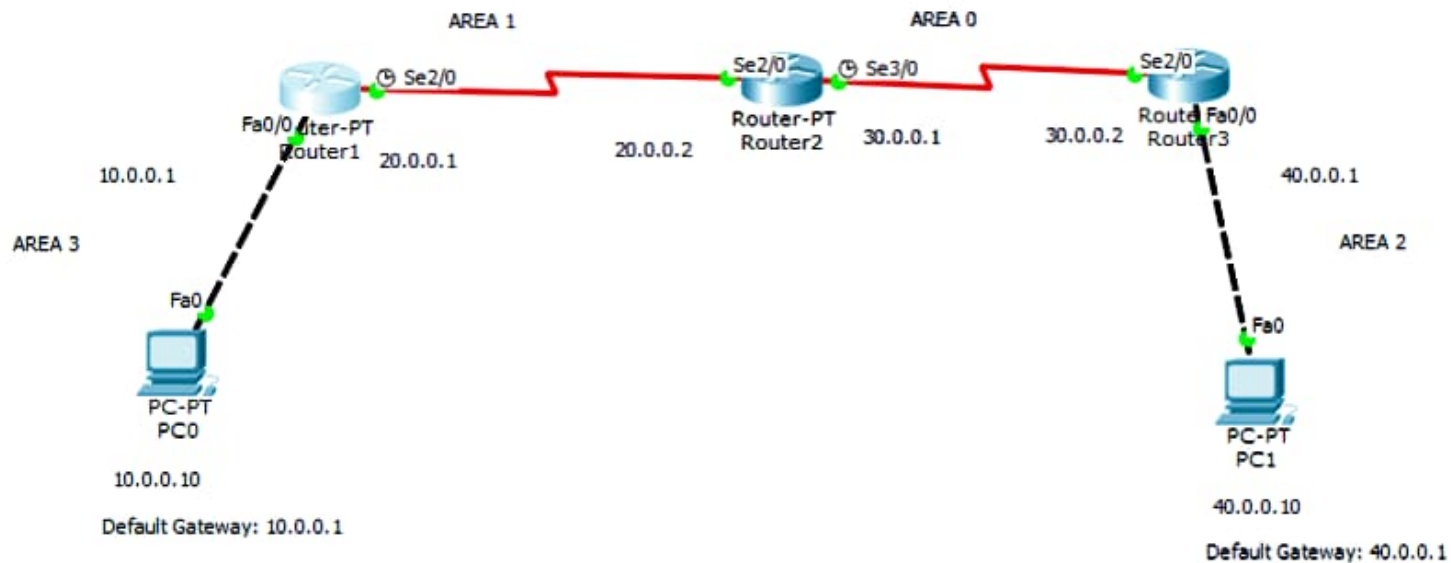 AREA 1
AREA 0
Se2/0
Se2/0
Se3/0
Se2/0
Fa0/0
uter-PT
Router1
Router-PT
Router2
Route
Fa0/0
Router3
10.0.0.1
20.0.0.1
20.0.0.2
30.0.0.1
30.0.0.2
40.0.0.1
AREA 3
AREA 2
Fa0
Fa0
PC-PT
PC0
PC-PT
PC1
10.0.0.10
Default Gateway: 10.0.0.1
40.0.0.10
Default Gateway: 40.0.0.1